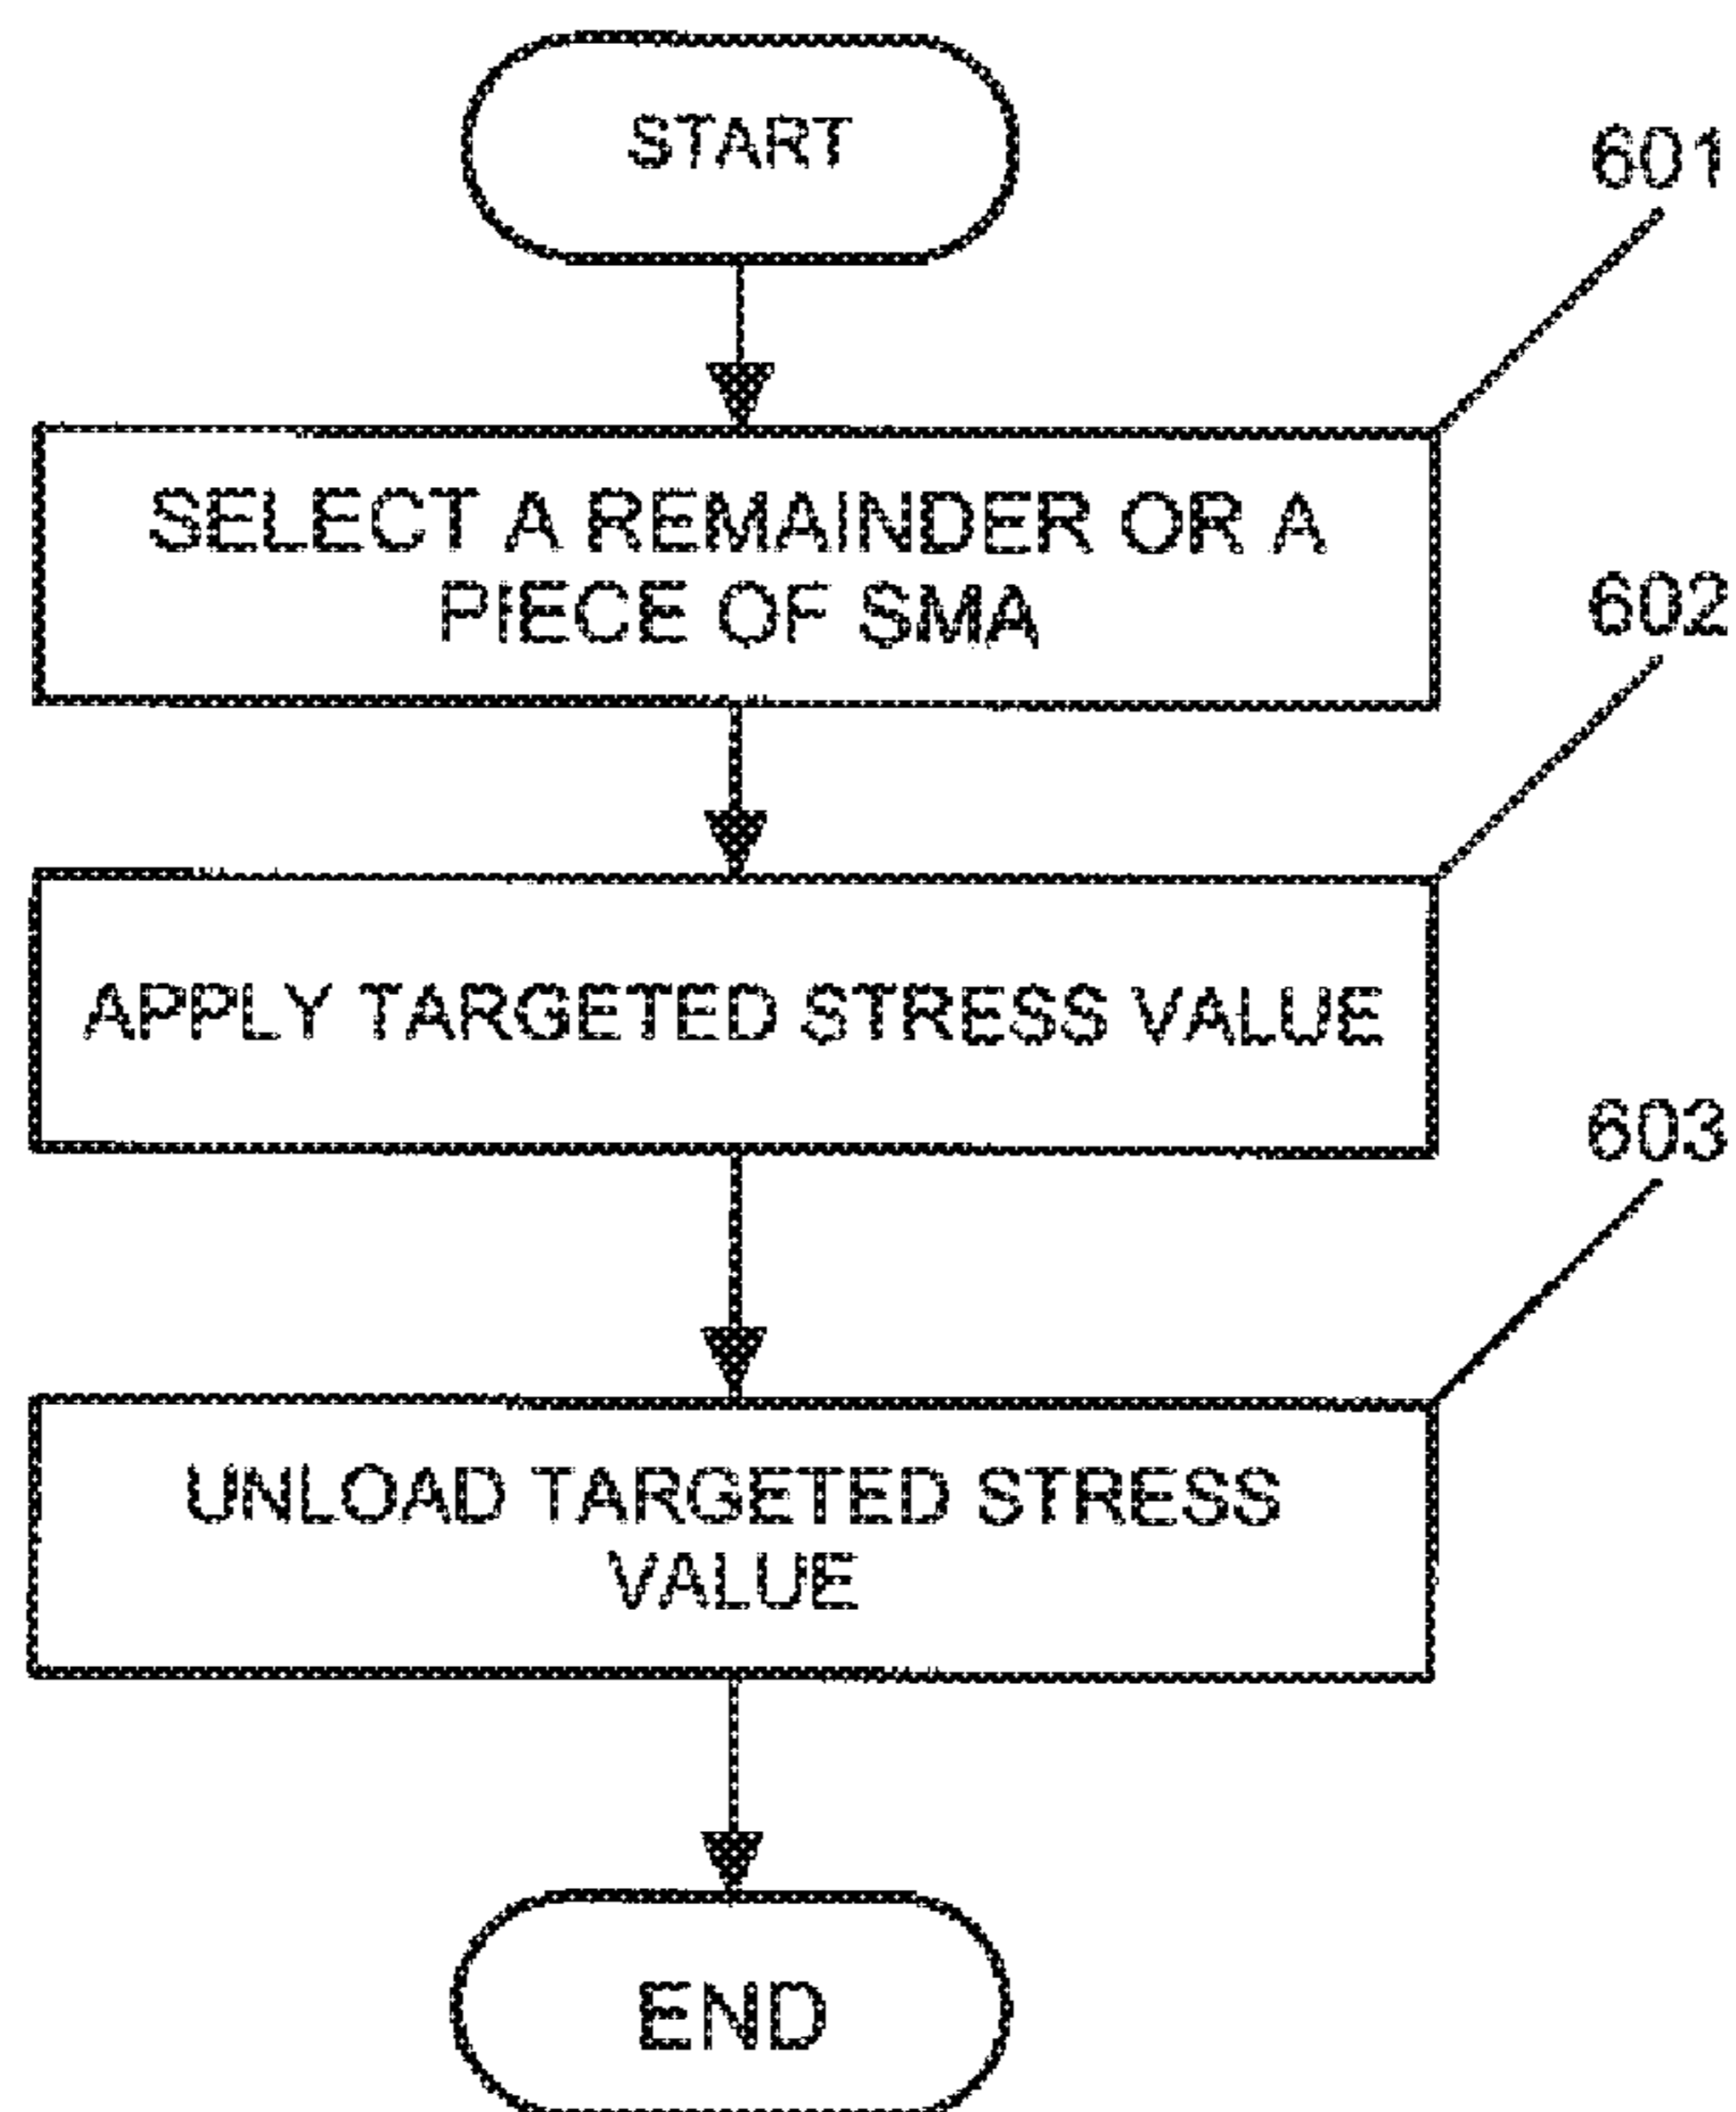 START
601
SELECT A REMAINDER OR A
PIECE OF SMA
602
APPLY TARGETED STRESS VALUE
603
UNLOAD TARGETED STRESS
VALUE
END